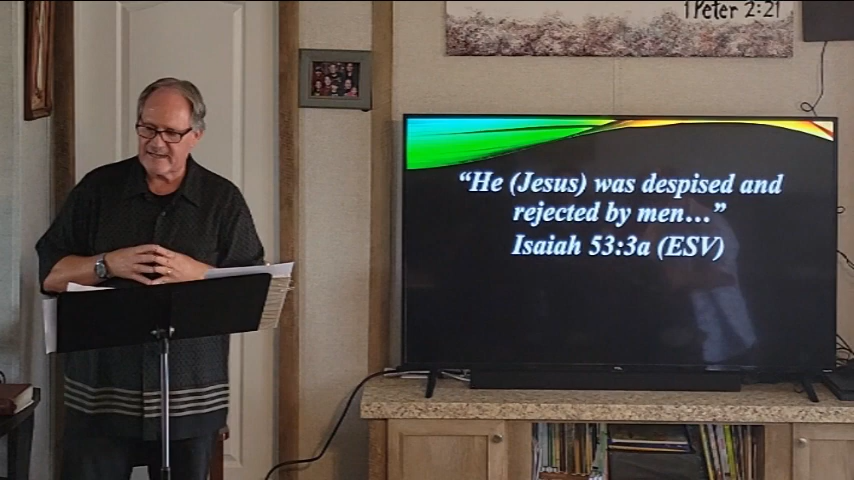 1 Peter 2:21
“He (Jesus) was despised and
rejected by men...”
Isaiah 53:3a (ESV)